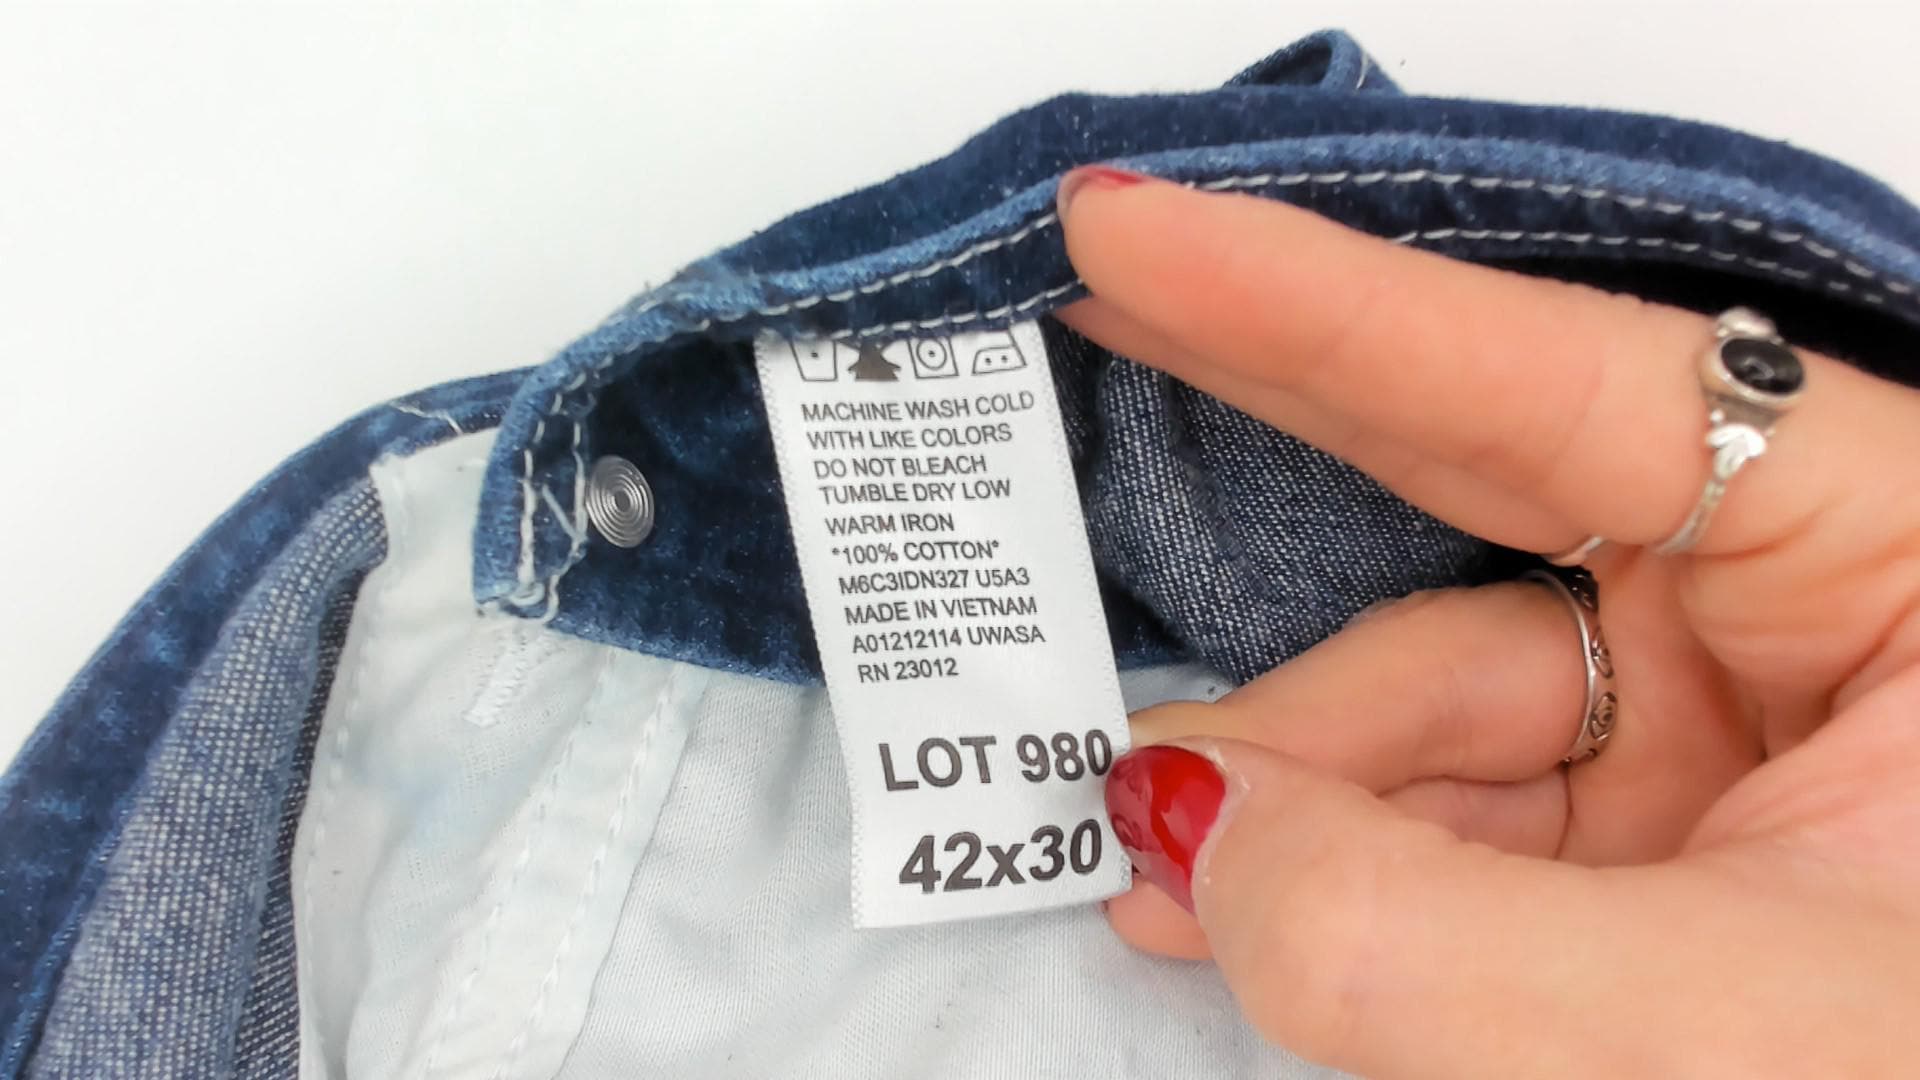 MACHINE WASH COLD
WITH LIKE COLORS
DO NOT BLEACH
TUMBLE DRY LOW
WARM IRON
*100% COTTON*
M6C3IDN327 U5A3
MADE IN VIETNAM
A01212114 UWASA
RN 23012
LOT 980
42x30